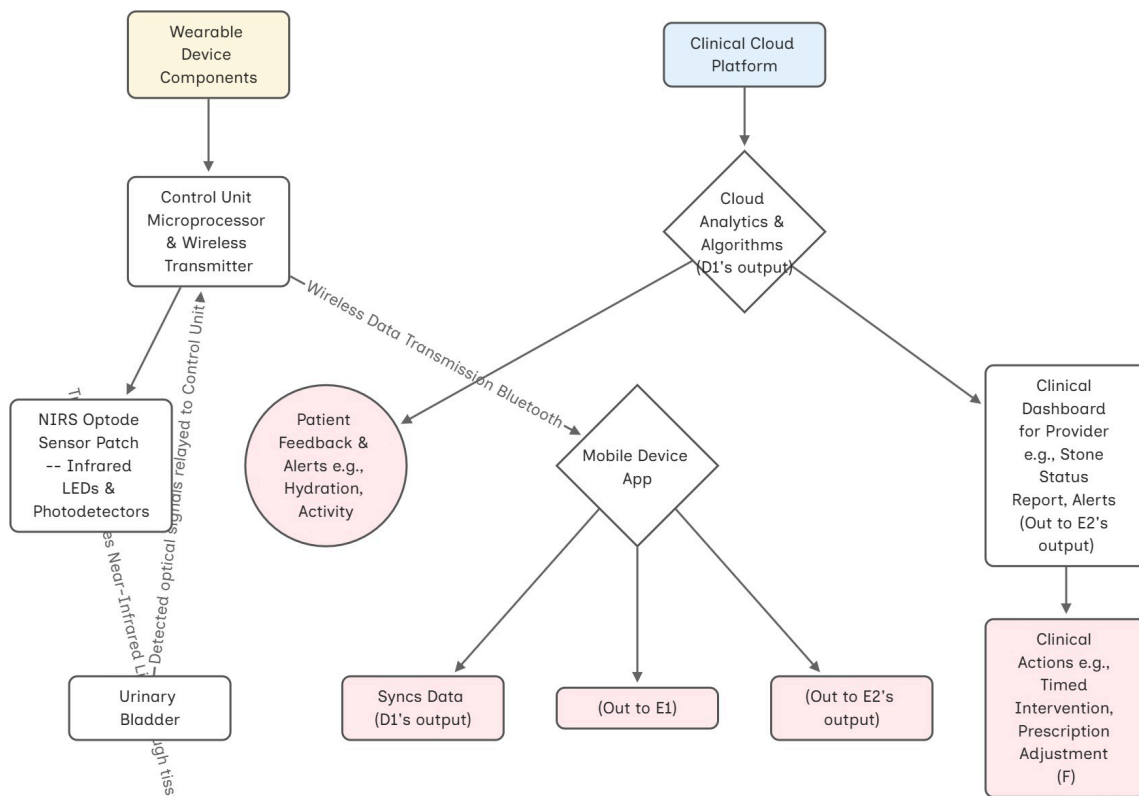 Wearable
Device
Components
Clinical Cloud
Platform
Control Unit
Microprocessor
& Wireless
Transmitter
Cloud
Analytics &
Algorithms
(D1's output)
Wireless Data Transmission Bluetooth
Detected optical signals relayed to Control Unit
NIRS Optode
Sensor Patch
-- Infrared
LEDs &
Photodetectors
Near-Infrared
Patient
Feedback &
Alerts e.g.,
Hydration,
Activity
Mobile Device
App
Clinical
Dashboard
for Provider
e.g., Stone
Status
Report, Alerts
(Out to E2's
output)
Urinary
Bladder
Syncs Data
(D1's output)
(Out to E1)
(Out to E2's
output)
Clinical
Actions e.g.,
Timed
Intervention,
Prescription
Adjustment
(F)